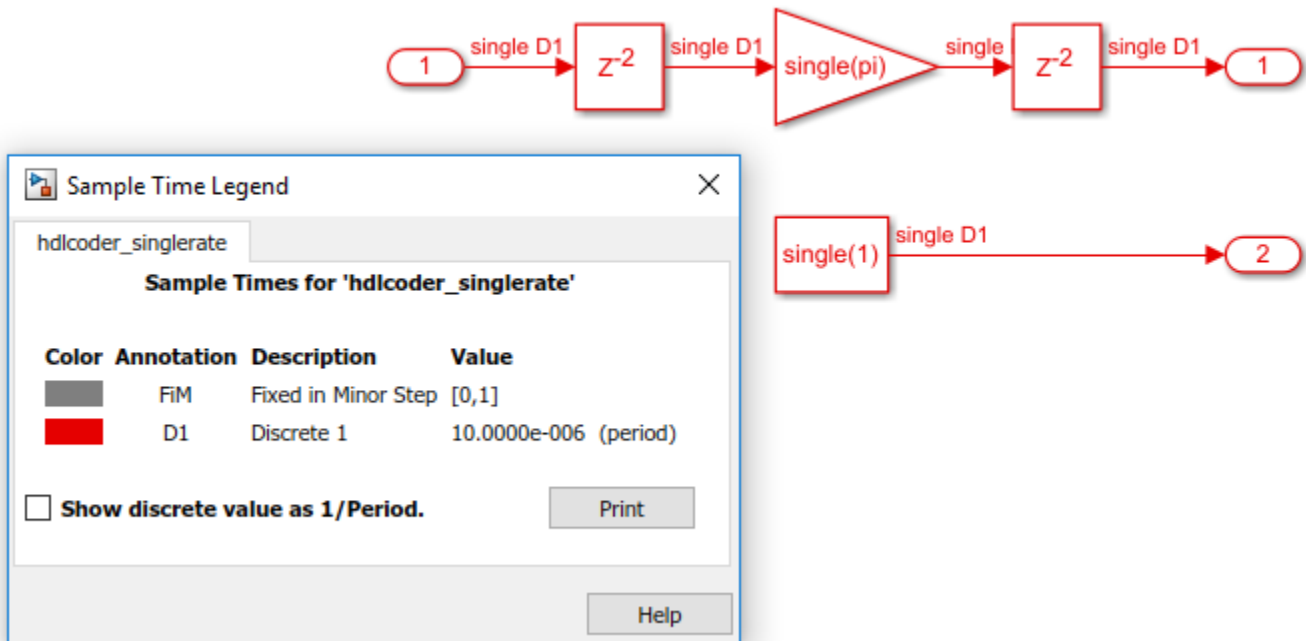 single D1 single D1 single single D1
1 Z-2 single(pi) Z-2 1
Sample Time Legend
hdlcoder_singlerate
single D1
single(1) 2
Sample Times for 'hdlcoder_singlerate'
Color Annotation Description Value
FiM Fixed in Minor Step [0,1]
D1 Discrete 1 10.0000e-006 (period)
Show discrete value as 1/Period. Print
Help